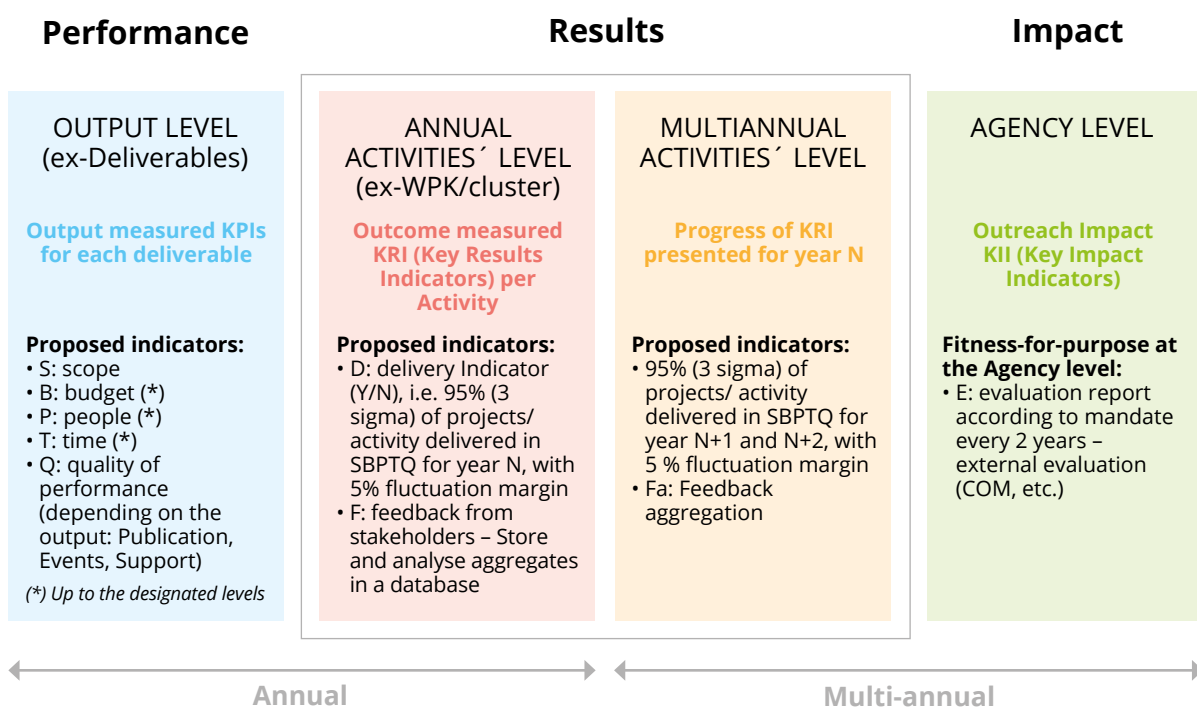 Performance
Results
Impact
OUTPUT LEVEL
(ex-Deliverables)
Output measured KPIs
for each deliverable
Proposed indicators:
• S: scope
• B: budget (*)
• P: people (*)
• T: time (*)
• Q: quality of
performance
(depending on the
output: Publication,
Events, Support)
(*) Up to the designated levels
ANNUAL
ACTIVITIES´ LEVEL
(ex-WPK/cluster)
Outcome measured
KRI (Key Results
Indicators) per
Activity
Proposed indicators:
• D: delivery Indicator
(Y/N), i.e. 95% (3
sigma) of projects/
activity delivered in
SBPTQ for year N, with
5% fluctuation margin
• F: feedback from
stakeholders – Store
and analyse aggregates
in a database
MULTIANNUAL
ACTIVITIES´ LEVEL
Progress of KRI
presented for year N
Proposed indicators:
• 95% (3 sigma) of
projects/ activity
delivered in SBPTQ for
year N+1 and N+2, with
5 % fluctuation margin
• Fa: Feedback
aggregation
AGENCY LEVEL
Outreach Impact
KII (Key Impact
Indicators)
Fitness-for-purpose at
the Agency level:
• E: evaluation report
according to mandate
every 2 years –
external evaluation
(COM, etc.)
Annual
Multi-annual